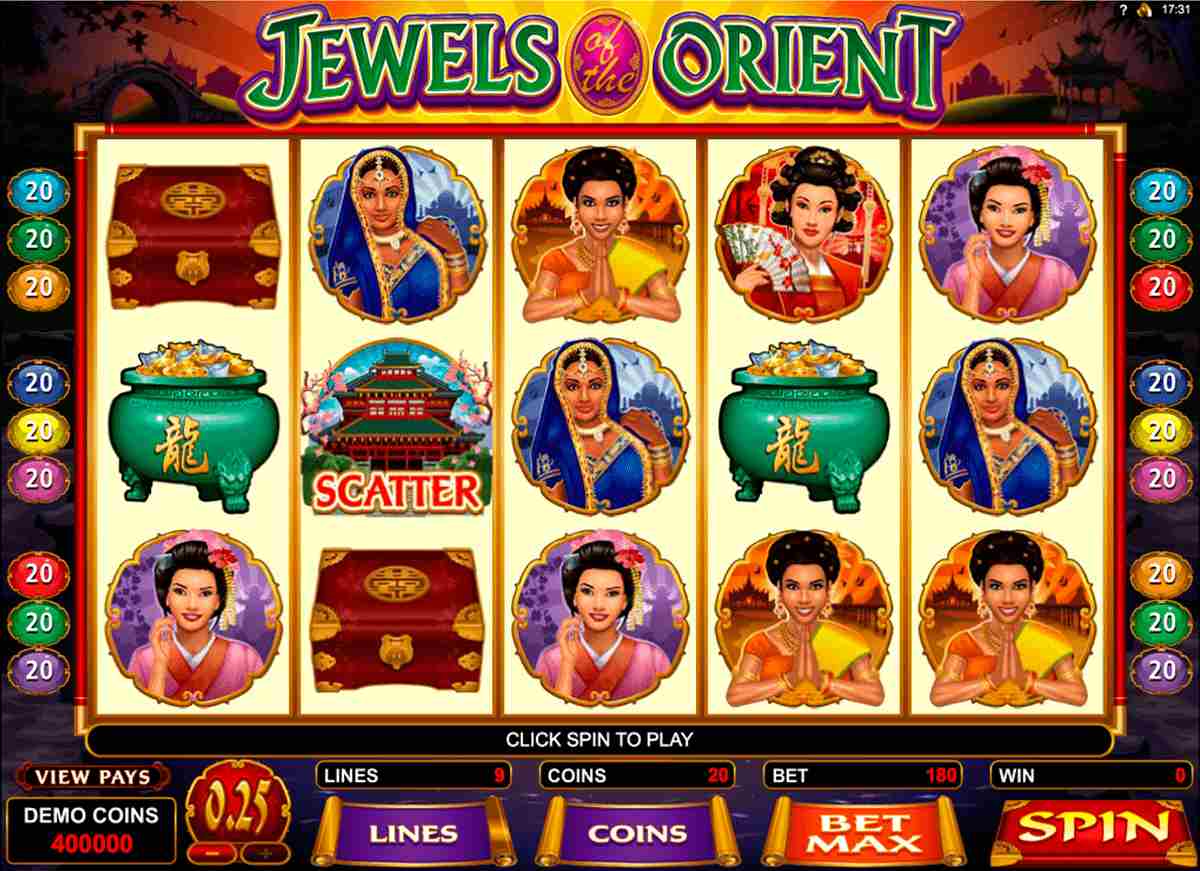 ? 17:31
JEWELS of the ORIENT
20 20
20 20
20 20
龍 SCATTER 龍
20 20
20 20
20 20
20 20
20 20
20 20
CLICK SPIN TO PLAY
VIEW PAYS
LINES 9 COINS 20 BET 180 WIN 0
DEMO COINS
400000
0.25
LINES COINS BET MAX SPIN